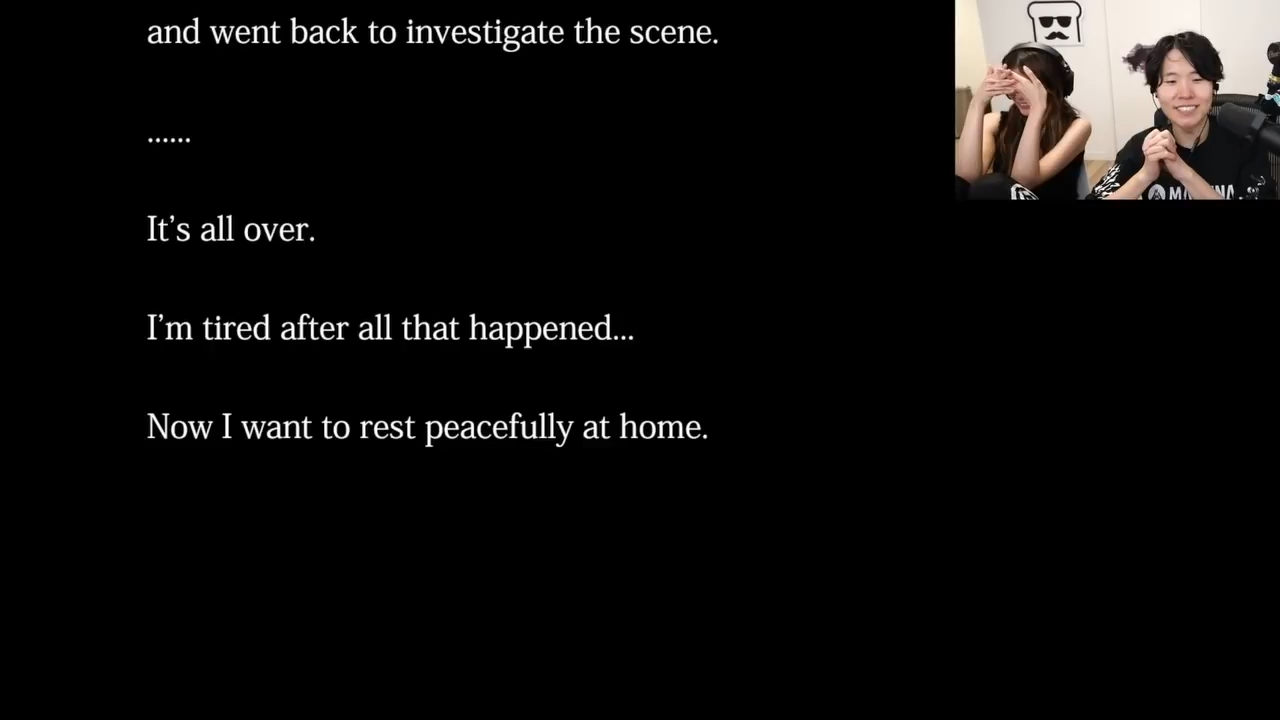 and went back to investigate the scene.
......
It’s all over.
I’m tired after all that happened...
Now I want to rest peacefully at home.